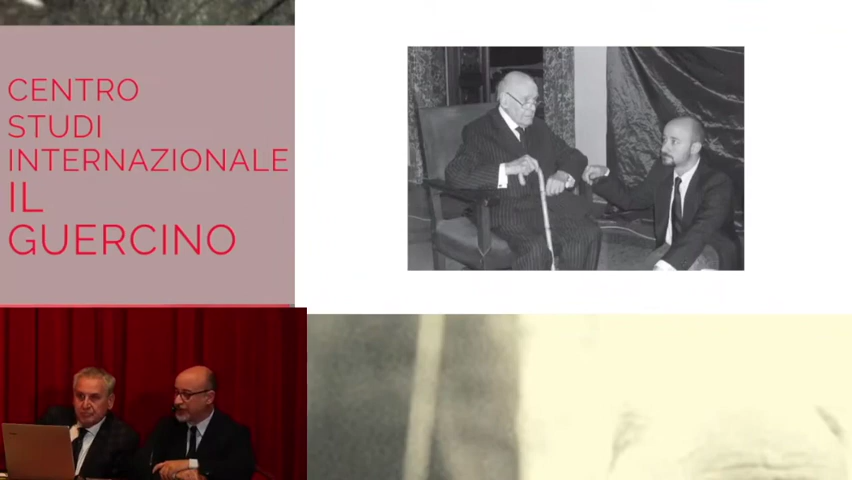 CENTRO
STUDI
INTERNAZIONALE
IL
GUERCINO